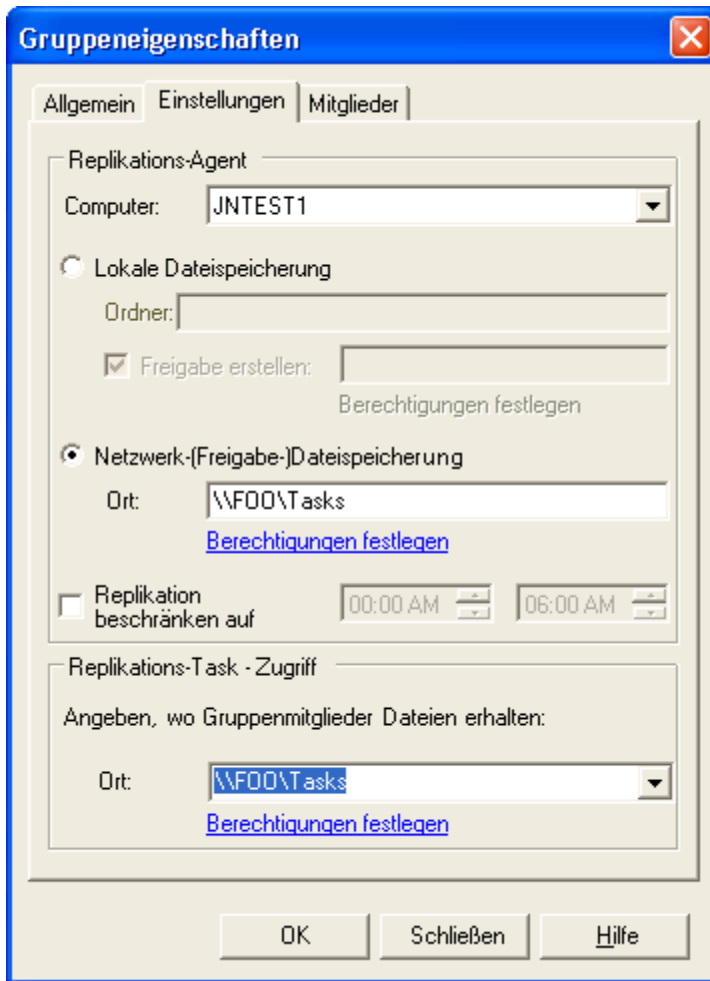 Gruppeneigenschaften
Allgemein Einstellungen Mitglieder
Replikations-Agent
Computer: JNTEST1
Lokale Dateispeicherung
Ordner:
Freigabe erstellen:
Berechtigungen festlegen
Netzwerk-(Freigabe-)Dateispeicherung
Ort: \\FOO\Tasks
Berechtigungen festlegen
Replikation
beschränken auf 00:00 AM 06:00 AM
Replikations-Task - Zugriff
Angeben, wo Gruppenmitglieder Dateien erhalten:
Ort: \\FOO\Tasks
Berechtigungen festlegen
OK Schließen Hilfe